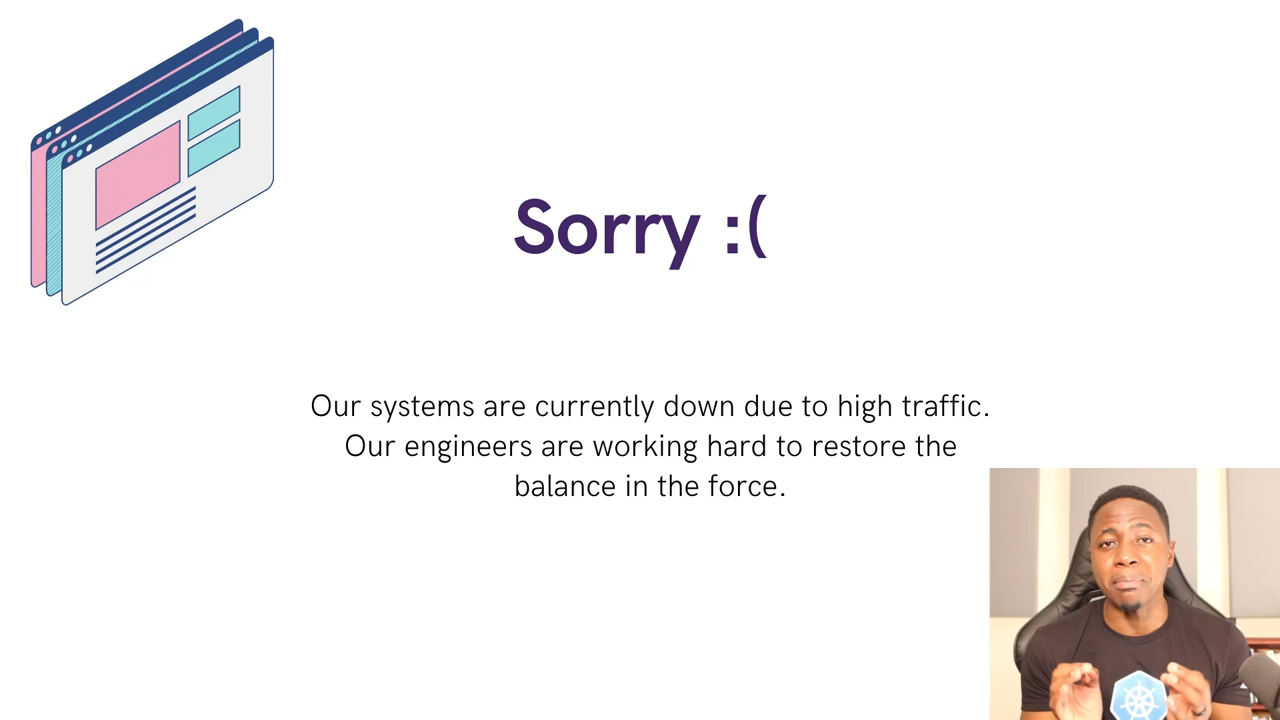 Sorry :(
Our systems are currently down due to high traffic.
Our engineers are working hard to restore the
balance in the force.